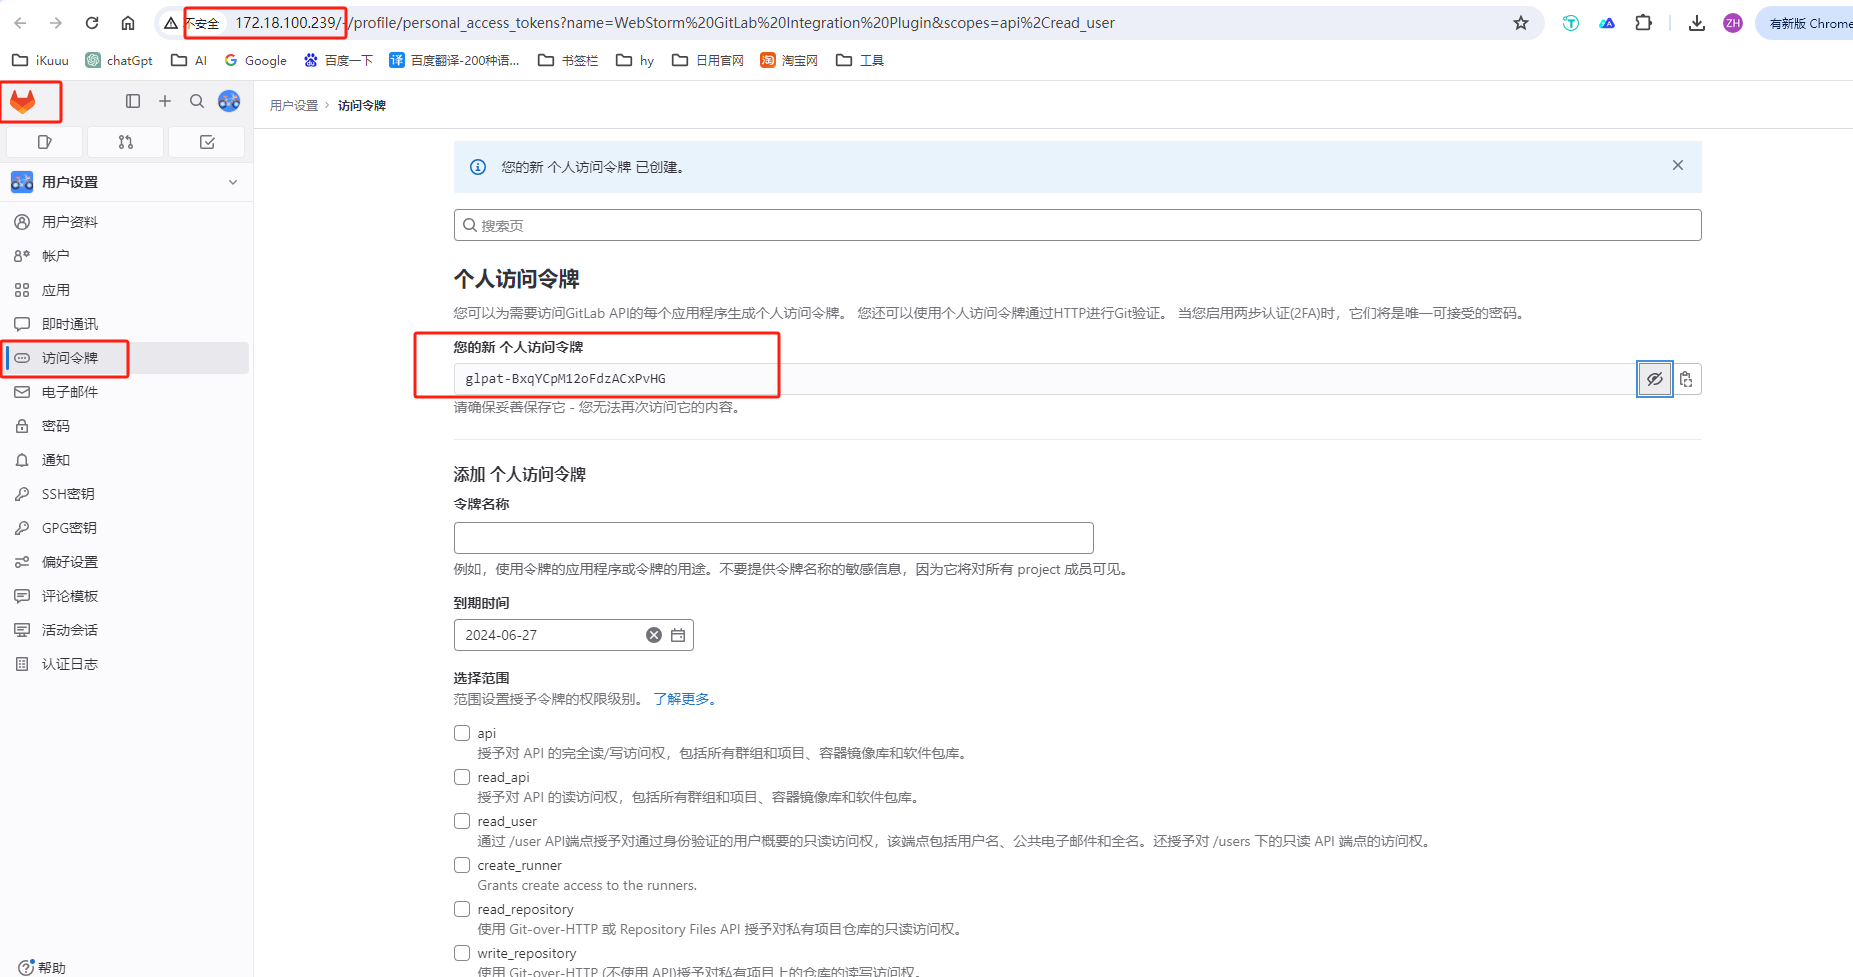 不安全 172.18.100.239/-/profile/personal_access_tokens?name=WebStorm%20GitLab%20Integration%20Plugin&scopes=api%2Cread_user
ZH
有新版 Chrome
iKuuu chatGpt AI Google 百度一下 译 百度翻译-200种语... 书签栏 hy 日用官网 淘 淘宝网 工具
用户设置 › 访问令牌
用户设置
用户资料
帐户
应用
即时通讯
访问令牌
电子邮件
密码
通知
SSH密钥
GPG密钥
偏好设置
评论模板
活动会话
认证日志
帮助
您的新 个人访问令牌 已创建。
搜索页
个人访问令牌
您可以为需要访问GitLab API的每个应用程序生成个人访问令牌。 您还可以使用个人访问令牌通过HTTP进行Git验证。 当您启用两步认证(2FA)时，它们将是唯一可接受的密码。
您的新 个人访问令牌
glpat-BxqYCpM12oFdzACxPvHG
请确保妥善保存它 - 您无法再次访问它的内容。
添加 个人访问令牌
令牌名称
例如，使用令牌的应用程序或令牌的用途。不要提供令牌名称的敏感信息，因为它将对所有 project 成员可见。
到期时间
2024-06-27
选择范围
范围设置授予令牌的权限级别。 了解更多。
api
授予对 API 的完全读/写访问权，包括所有群组和项目、容器镜像库和软件包库。
read_api
授予对 API 的读访问权，包括所有群组和项目、容器镜像库和软件包库。
read_user
通过 /user API端点授予对通过身份验证的用户概要的只读访问权，该端点包括用户名、公共电子邮件和全名。还授予对 /users 下的只读 API 端点的访问权。
create_runner
Grants create access to the runners.
read_repository
使用 Git-over-HTTP 或 Repository Files API 授予对私有项目仓库的只读访问权。
write_repository
使用 Git-over-HTTP (不使用 API)授予对私有项目上的仓库的读写访问权。